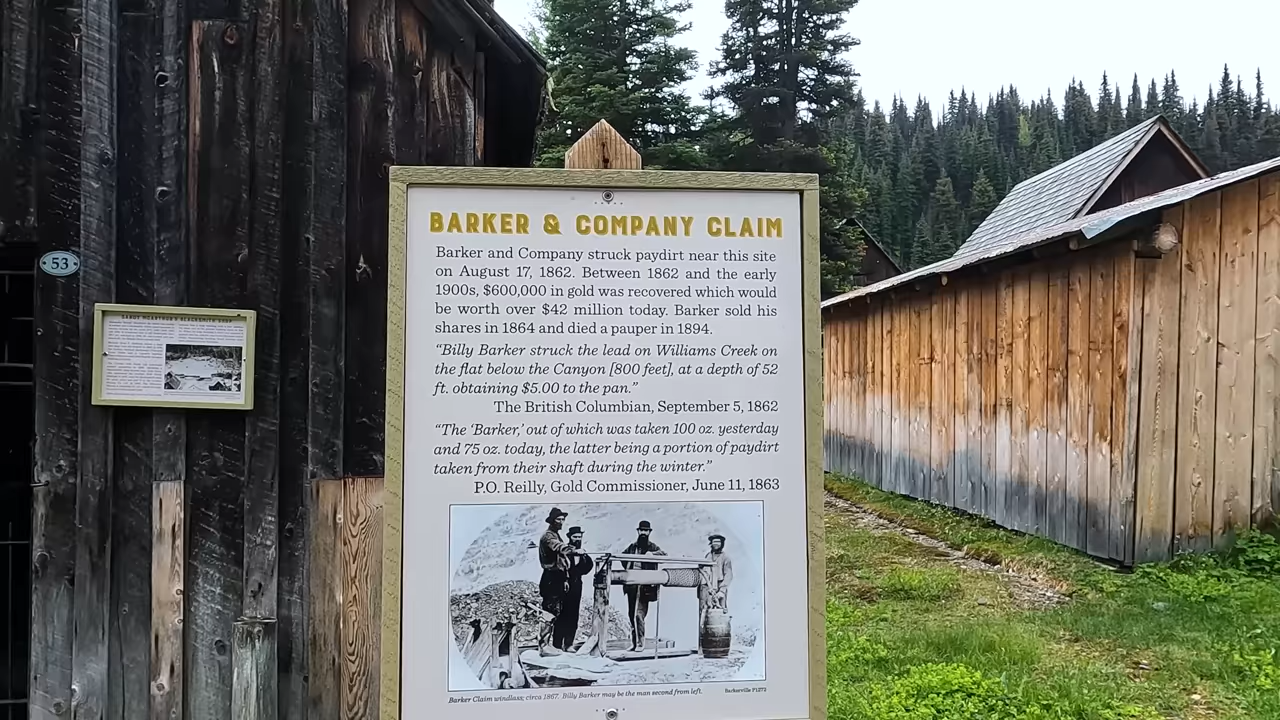 BARKER & COMPANY CLAIM
Barker and Company struck paydirt near this site
on August 17, 1862. Between 1862 and the early
1900s, $600,000 in gold was recovered which would
be worth over $42 million today. Barker sold his
shares in 1864 and died a pauper in 1894.
"Billy Barker struck the lead on Williams Creek on
the flat below the Canyon [800 feet], at a depth of 52
ft. obtaining $5.00 to the pan."
The British Columbian, September 5, 1862
"The 'Barker,' out of which was taken 100 oz. yesterday
and 75 oz. today, the latter being a portion of paydirt
taken from their shaft during the winter."
P.O. Reilly, Gold Commissioner, June 11, 1863
Barker Claim windlass; circa 1867. Billy Barker may be the man second from left.
Barkerville P1273
53
SANDY MCARTHUR'S BLACKSMITH SHOP